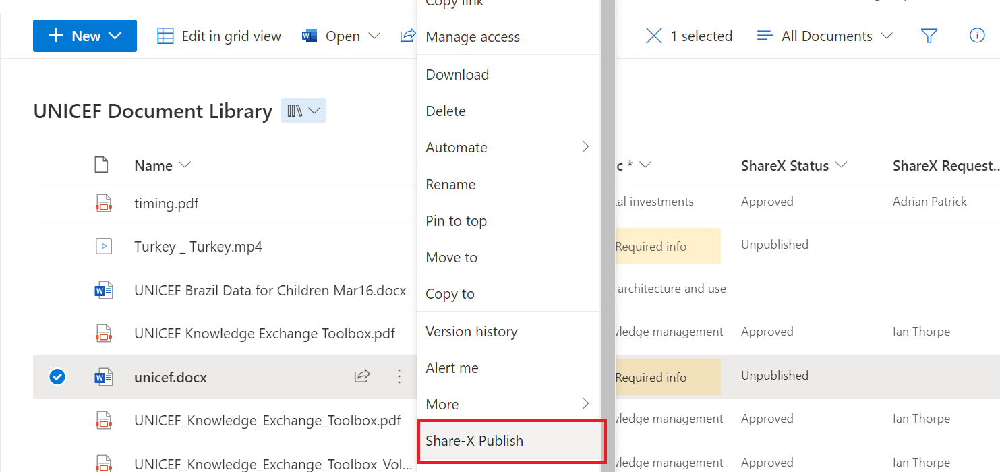 Copy link
New
Edit in grid view
Open
Manage access
1 selected
All Documents
Download
UNICEF Document Library
Delete
Automate
Name
c *
ShareX Status
ShareX Request...
Rename
timing.pdf
al investments
Approved
Adrian Patrick
Pin to top
Turkey _ Turkey.mp4
Required info
Unpublished
Move to
UNICEF Brazil Data for Children Mar16.docx
architecture and use
Copy to
UNICEF Knowledge Exchange Toolbox.pdf
Version history
ledge management
Approved
Ian Thorpe
Alert me
unicef.docx
Required info
Unpublished
More
UNICEF_Knowledge_Exchange_Toolbox.pdf
ledge management
Approved
Ian Thorpe
Share-X Publish
UNICEF_Knowledge_Exchange_Toolbox_Vol...
ledge management
Approved
Ian Thorpe